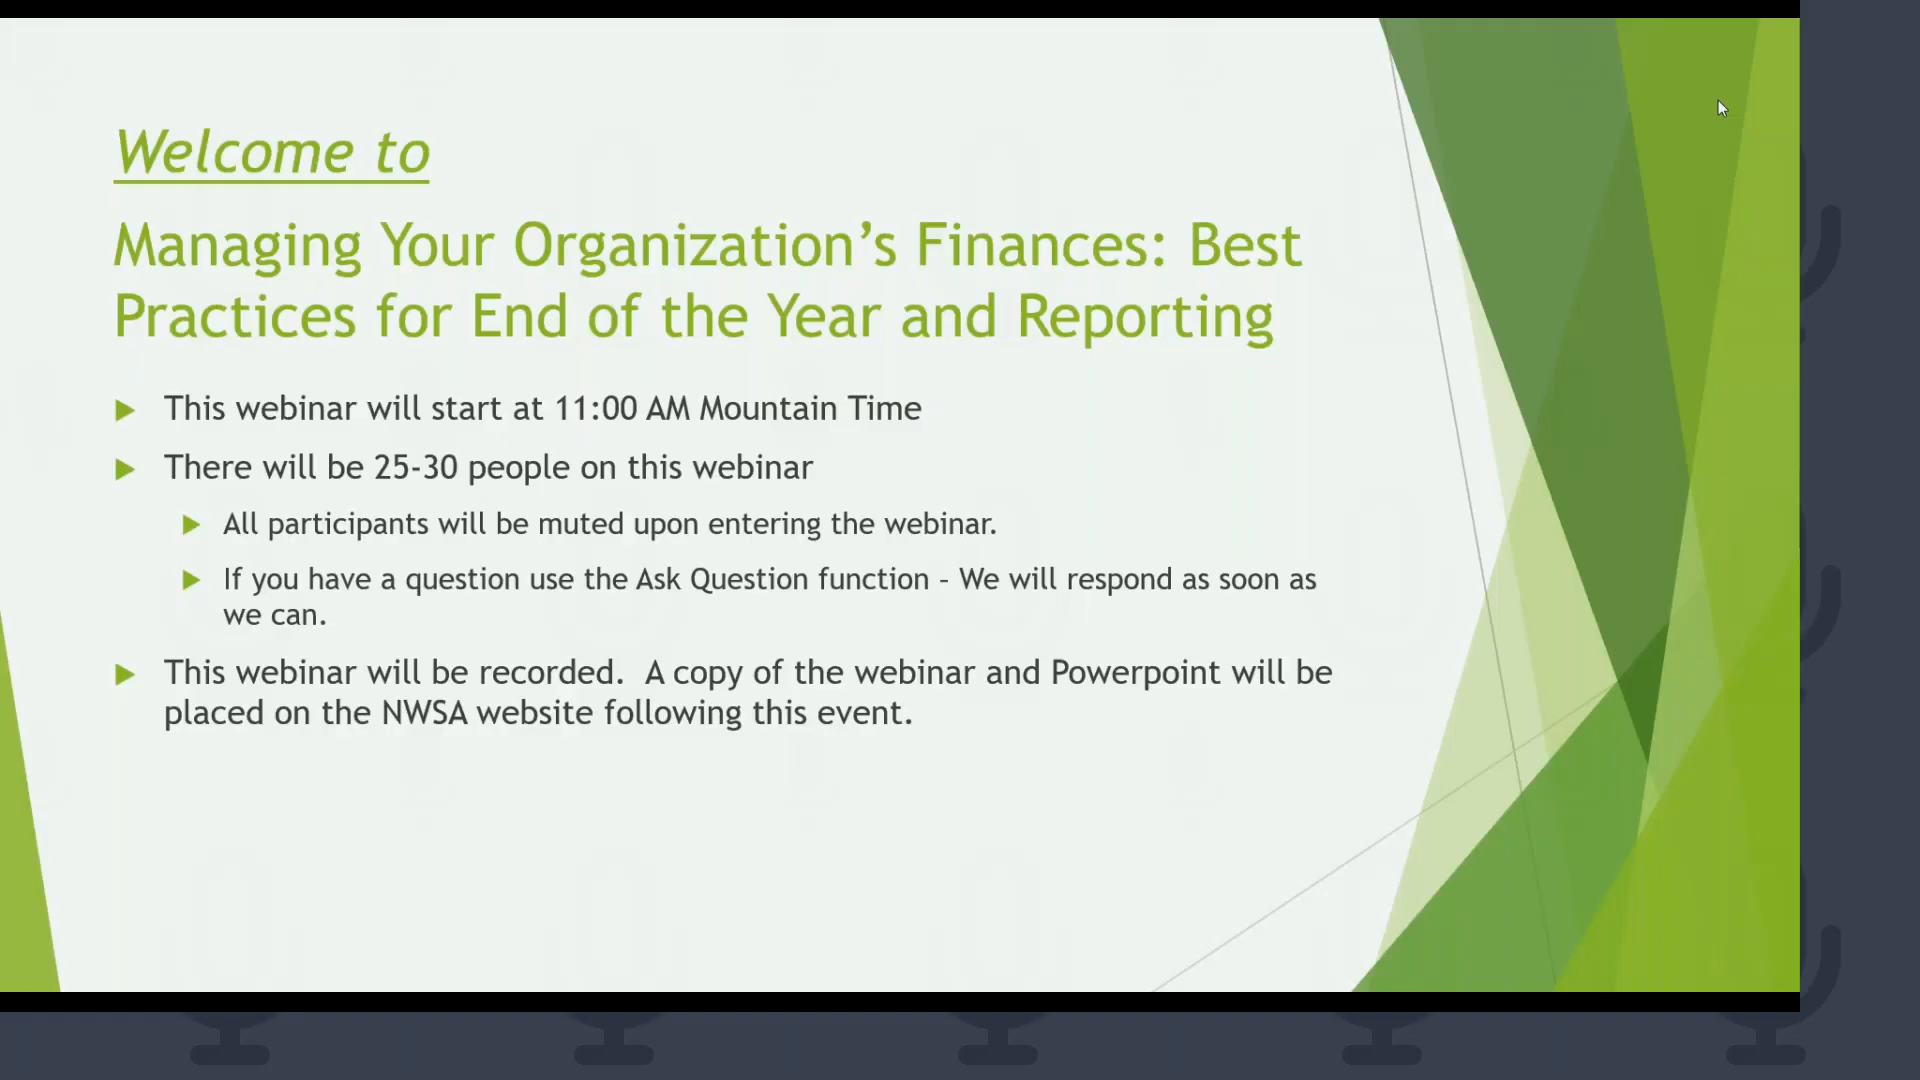 Welcome to
Managing Your Organization’s Finances: Best
Practices for End of the Year and Reporting
This webinar will start at 11:00 AM Mountain Time
There will be 25-30 people on this webinar
All participants will be muted upon entering the webinar.
If you have a question use the Ask Question function – We will respond as soon as
we can.
This webinar will be recorded.  A copy of the webinar and Powerpoint will be
placed on the NWSA website following this event.